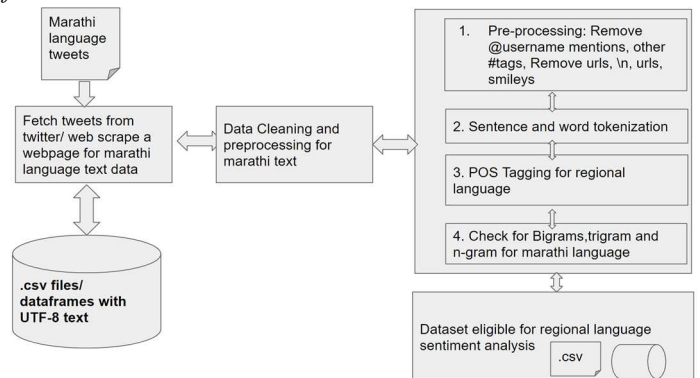 Marathi
language
tweets
Fetch tweets from
twitter/ web scrape a
webpage for marathi
language text data
.csv files/
dataframes with
UTF-8 text
Data Cleaning and
preprocessing for
marathi text
1. Pre-processing: Remove
@username mentions, other
#tags, Remove urls, \n, urls,
smileys
2. Sentence and word tokenization
3. POS Tagging for regional
language
4. Check for Bigrams,trigram and
n-gram for marathi language
Dataset eligible for regional language
sentiment analysis
.csv